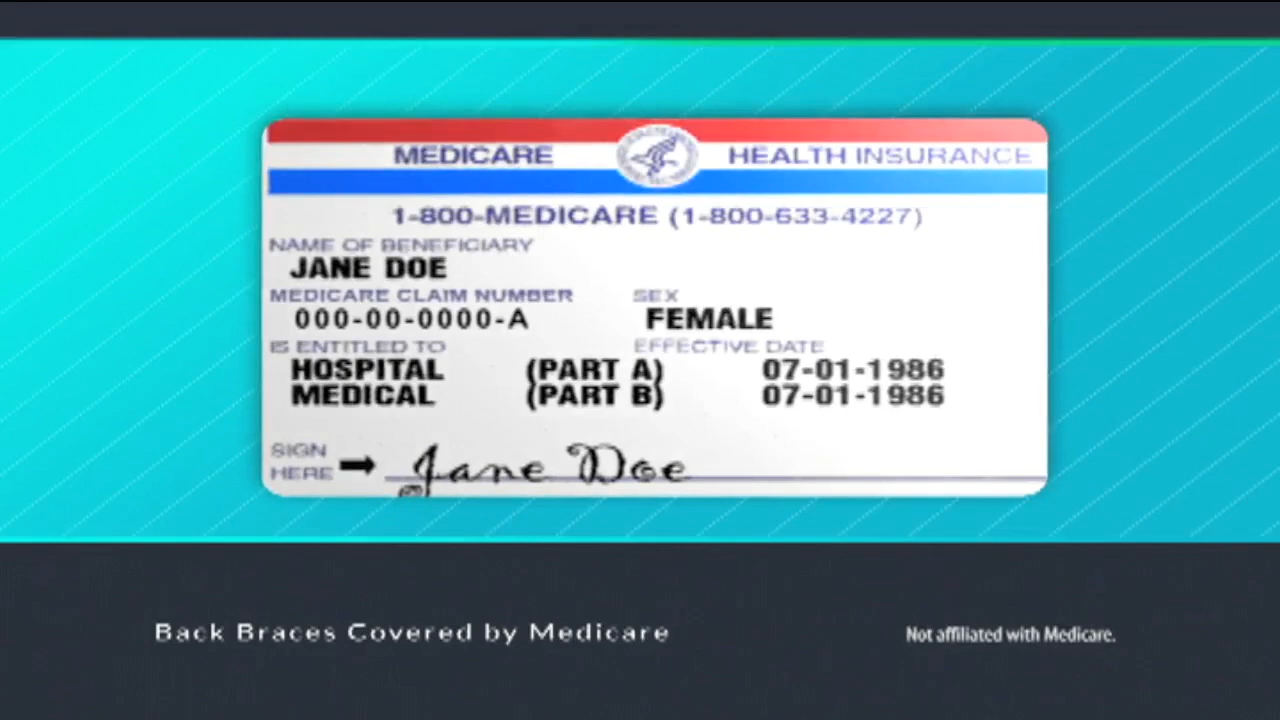 MEDICARE HEALTH INSURANCE
1-800-MEDICARE (1-800-633-4227)
NAME OF BENEFICIARY
JANE DOE
MEDICARE CLAIM NUMBER SEX
000-00-0000-A FEMALE
IS ENTITLED TO EFFECTIVE DATE
HOSPITAL (PART A) 07-01-1986
MEDICAL (PART B) 07-01-1986
SIGN
HERE Jane Doe
Back Braces Covered by Medicare
Not affiliated with Medicare.